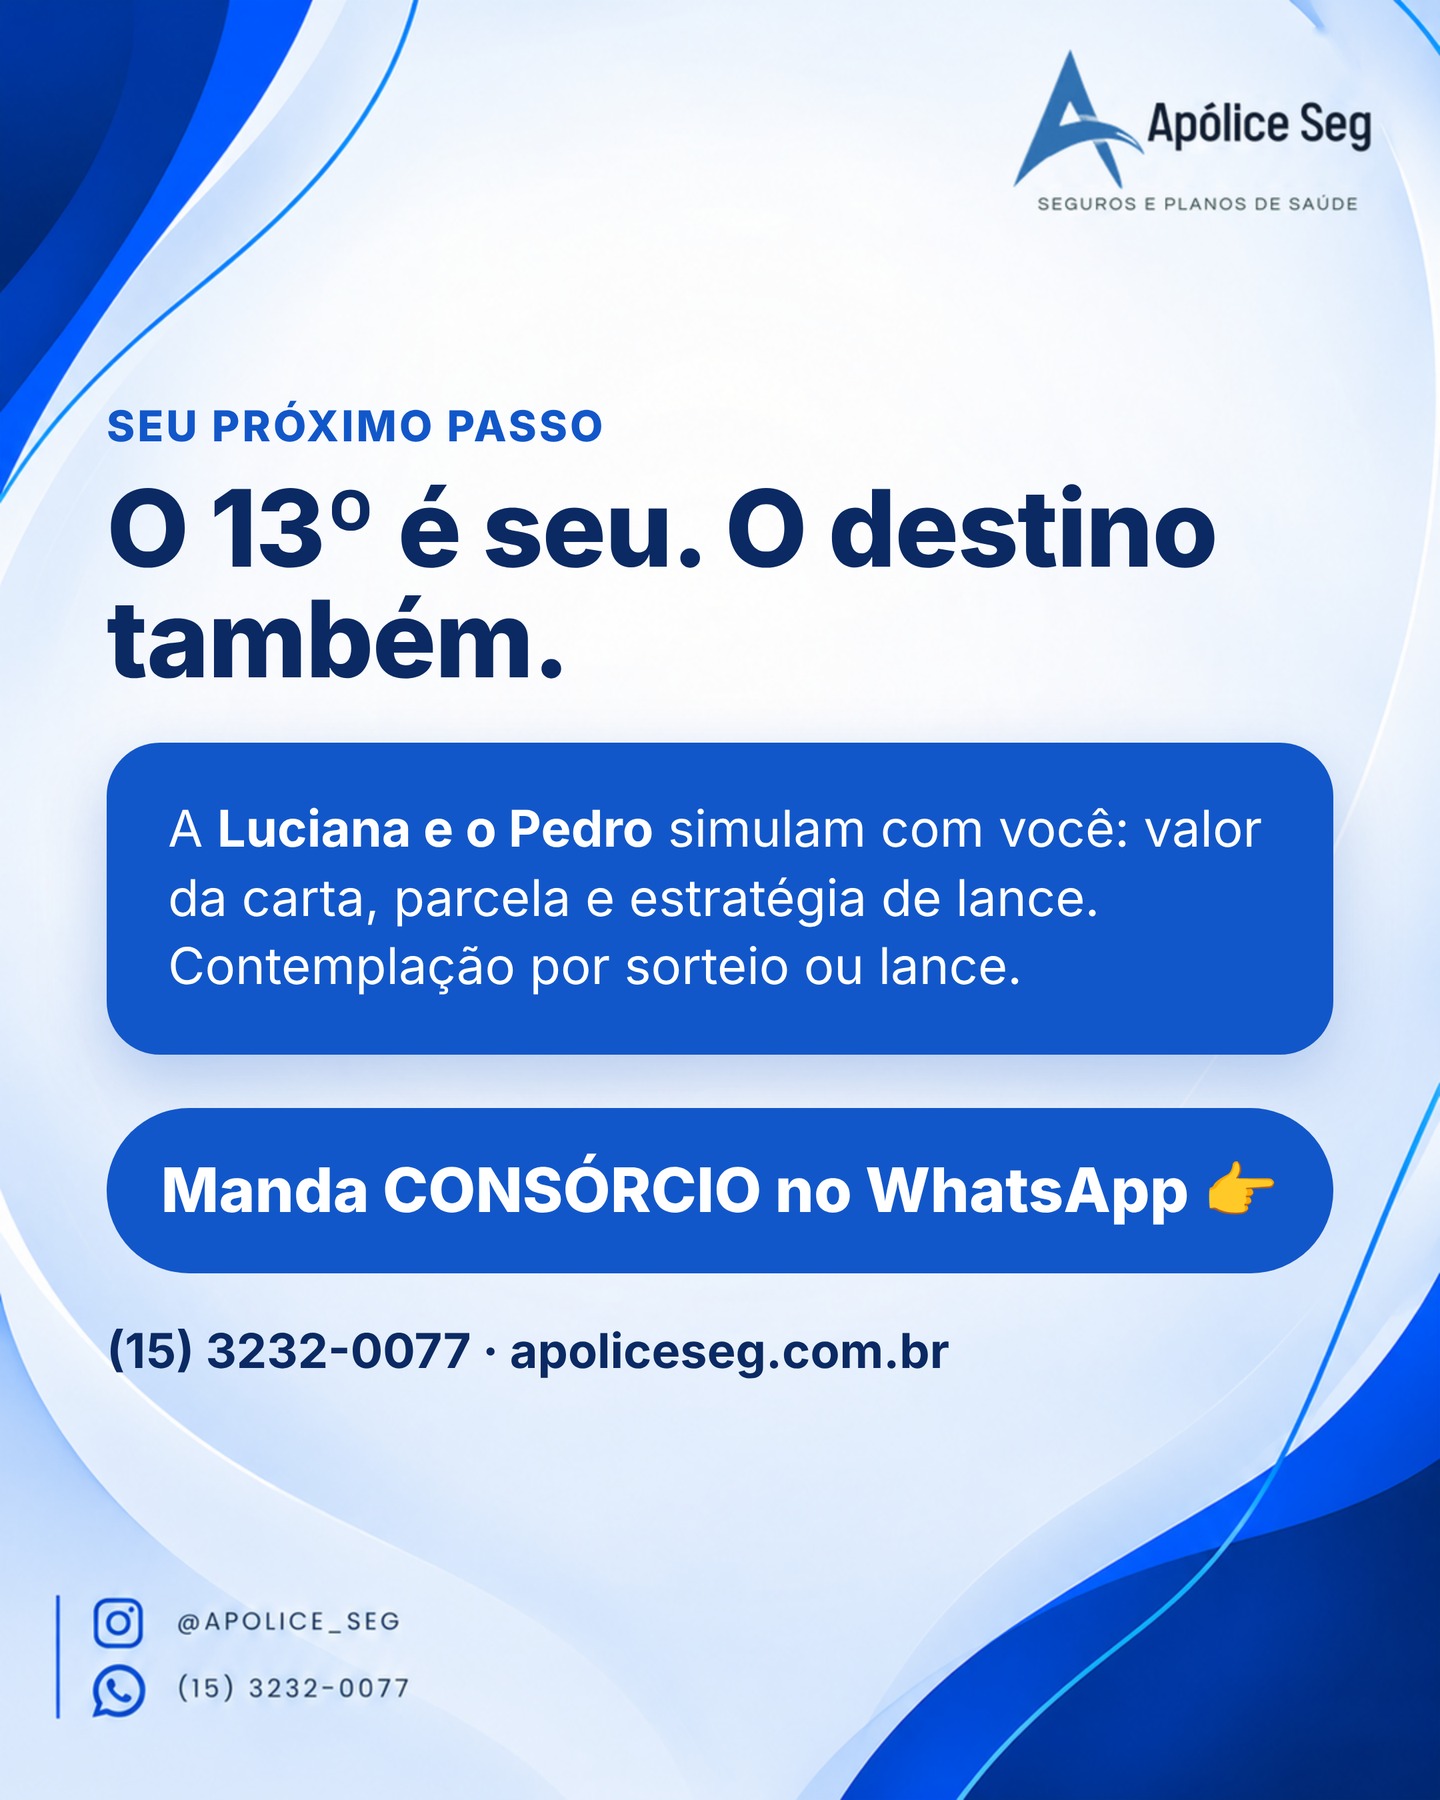 Apólice Seg
SEGUROS E PLANOS DE SAÚDE
SEU PRÓXIMO PASSO
O 13º é seu. O destino
também.
A Luciana e o Pedro simulam com você: valor
da carta, parcela e estratégia de lance.
Contemplação por sorteio ou lance.
Manda CONSÓRCIO no WhatsApp 👉
(15) 3232-0077 · apoliceseg.com.br
@APOLICE_SEG
(15) 3232-0077